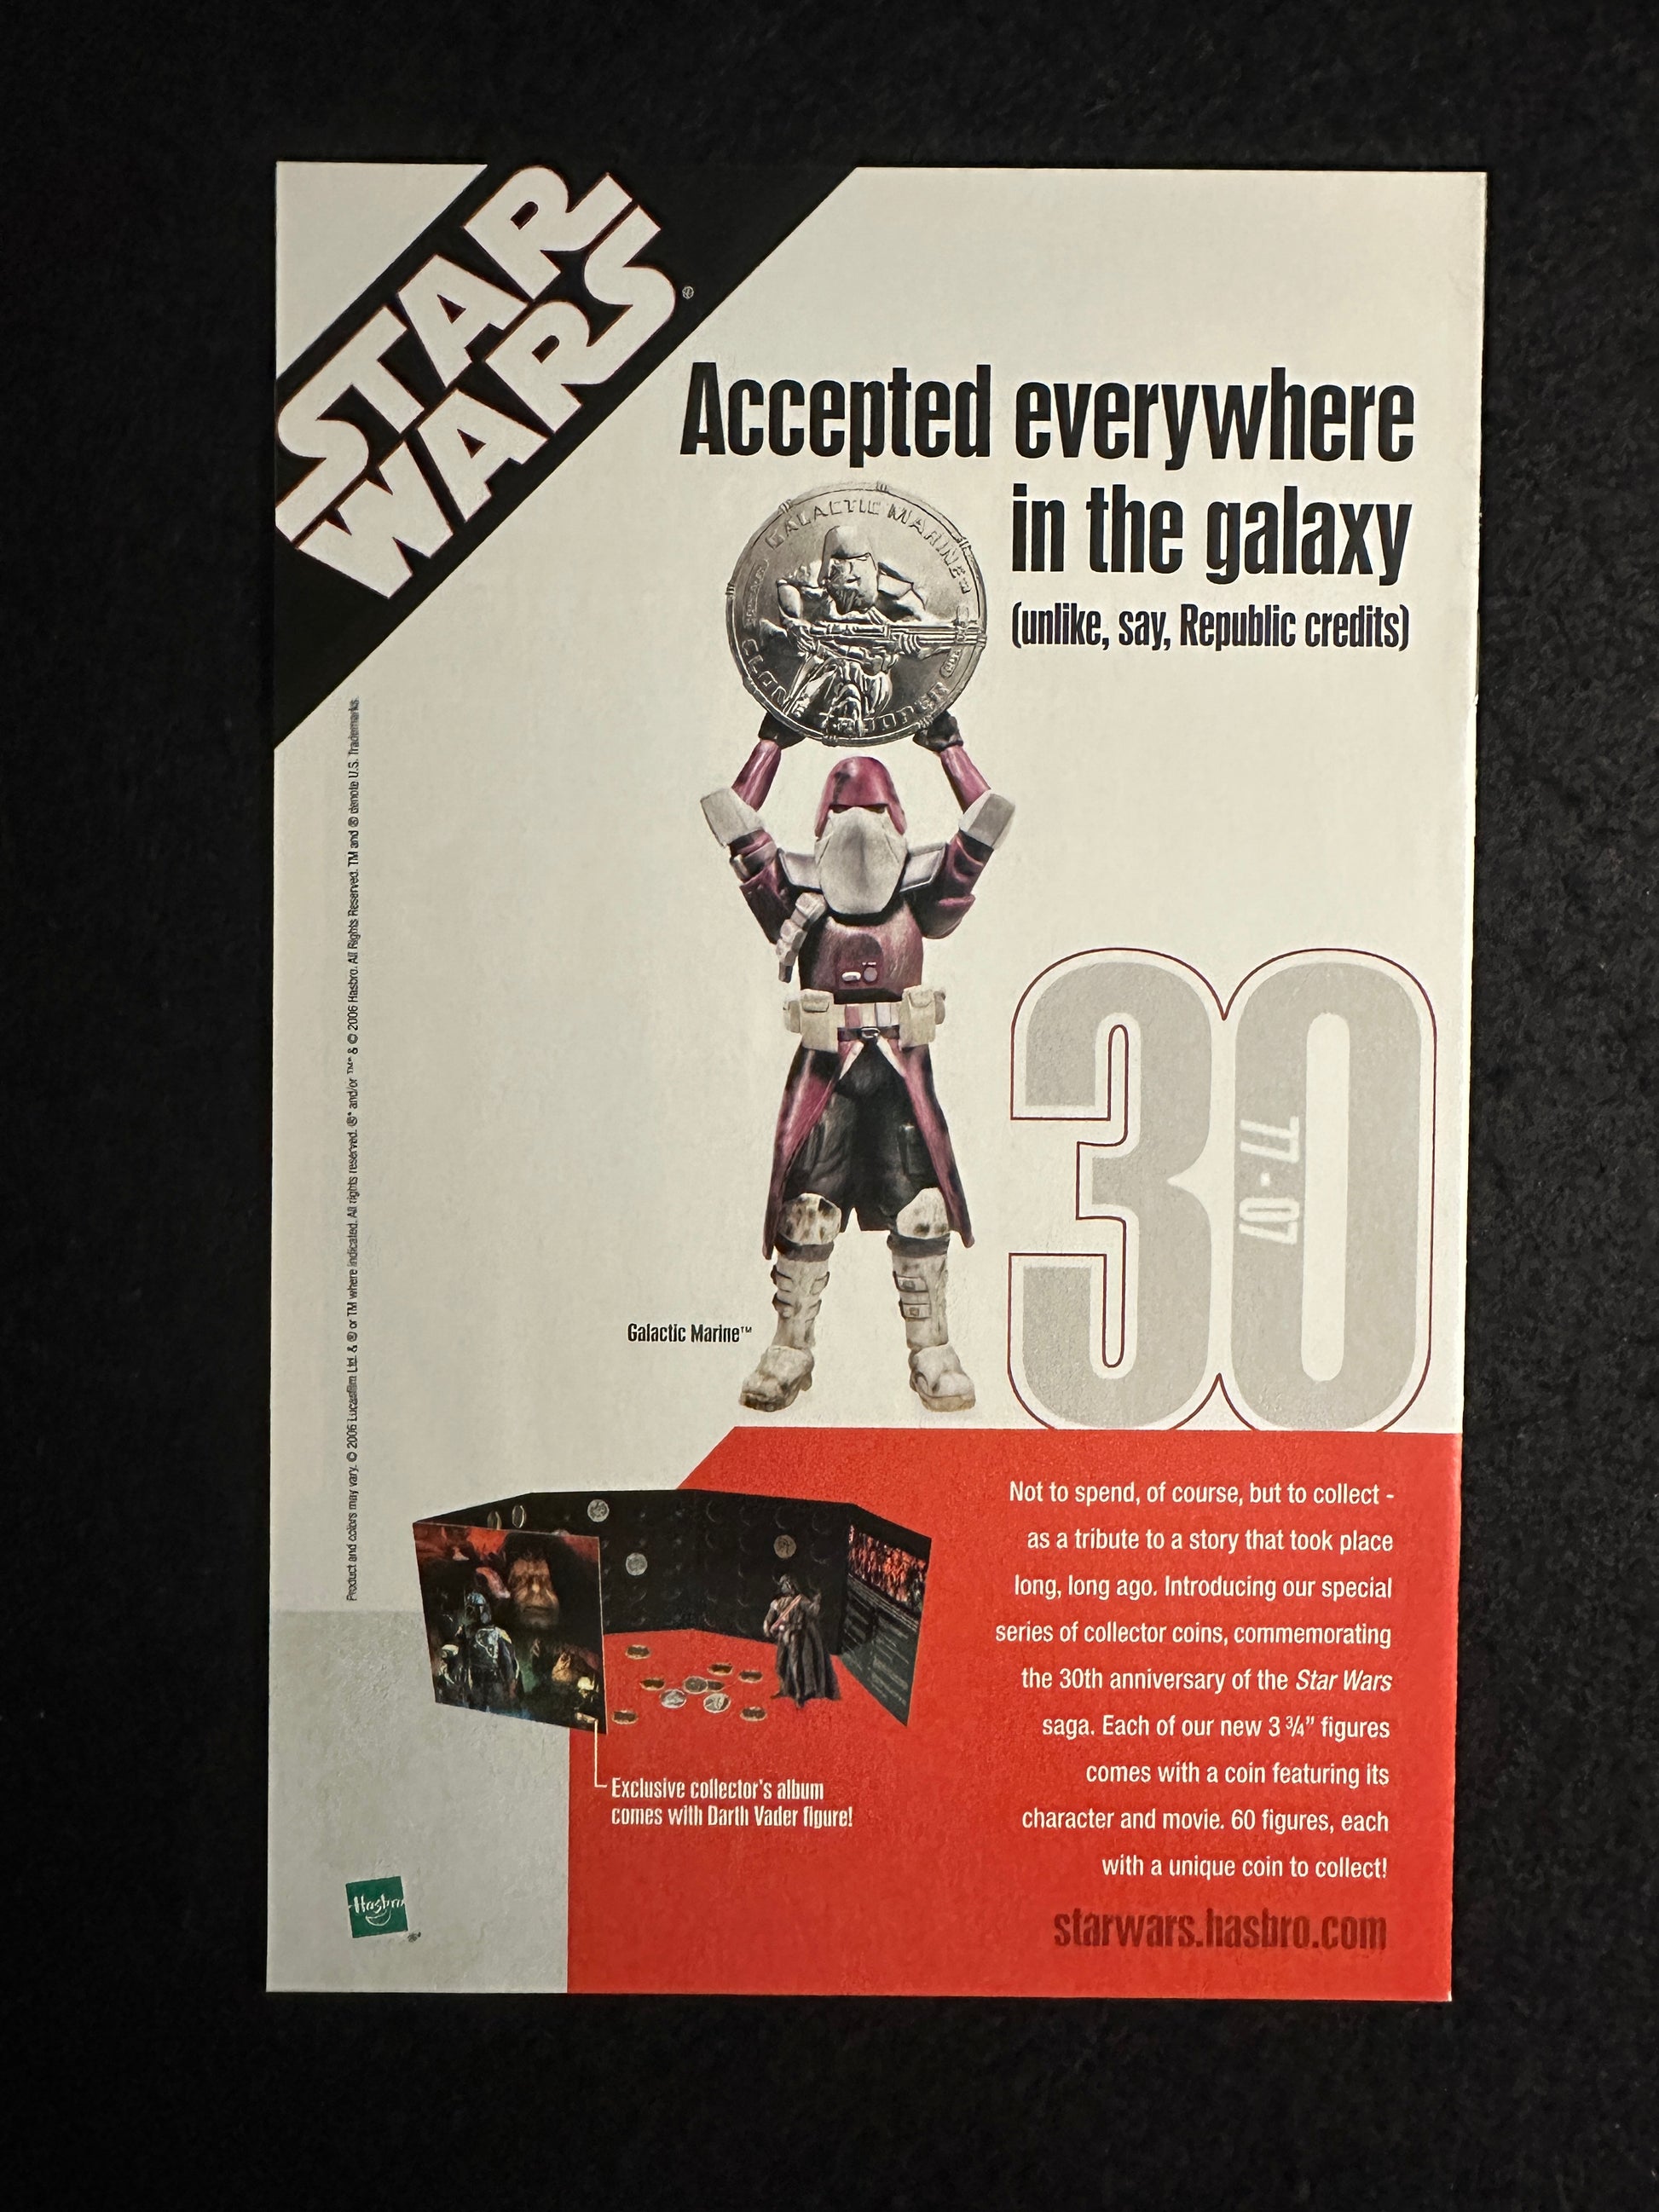 STAR
WARS®
Accepted everywhere
in the galaxy
(unlike, say, Republic credits)
GALACTIC MARINE™
CLONE TROOPER
30
77 - 07
Galactic Marine™
Product and colors may vary. © 2006 Lucasfilm Ltd. & ® or TM where indicated. All rights reserved. ®* and/or ™* & © 2006 Hasbro. All Rights Reserved. TM and ® denote U.S. Trademarks.
Not to spend, of course, but to collect -
as a tribute to a story that took place
long, long ago. Introducing our special
series of collector coins, commemorating
the 30th anniversary of the Star Wars
saga. Each of our new 3 ¾” figures
comes with a coin featuring its
character and movie. 60 figures, each
with a unique coin to collect!
Exclusive collector's album
comes with Darth Vader figure!
Hasbro
®*
starwars.hasbro.com